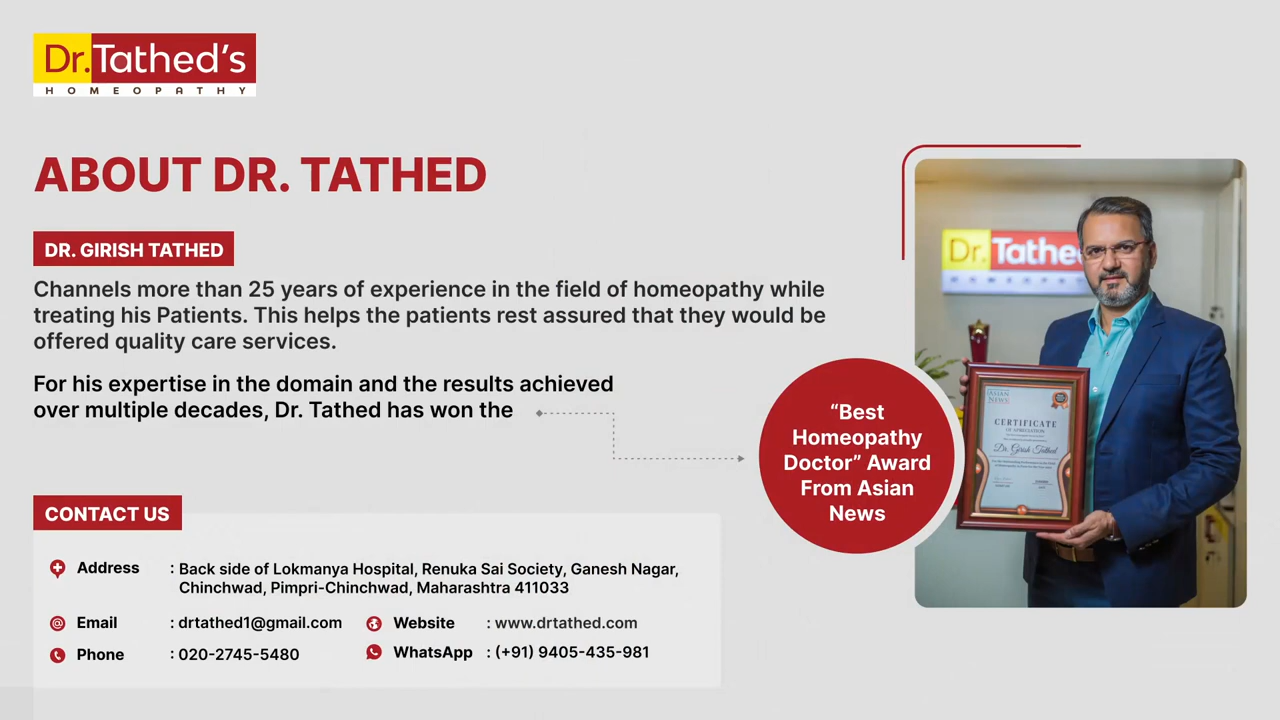 Dr.Tathed's
HOMEOPATHY
ABOUT DR. TATHED
DR. GIRISH TATHED
Channels more than 25 years of experience in the field of homeopathy while
treating his Patients. This helps the patients rest assured that they would be
offered quality care services.
For his expertise in the domain and the results achieved
over multiple decades, Dr. Tathed has won the
“Best
Homeopathy
Doctor” Award
From Asian
News
Dr. Tathe
ASIAN
NEWS
CERTIFICATE
OF APRECIATION
Dr. Girish Tathed
CONTACT US
Address : Back side of Lokmanya Hospital, Renuka Sai Society, Ganesh Nagar,
Chinchwad, Pimpri-Chinchwad, Maharashtra 411033
Email : drtathed1@gmail.com Website : www.drtathed.com
Phone : 020-2745-5480 WhatsApp : (+91) 9405-435-981